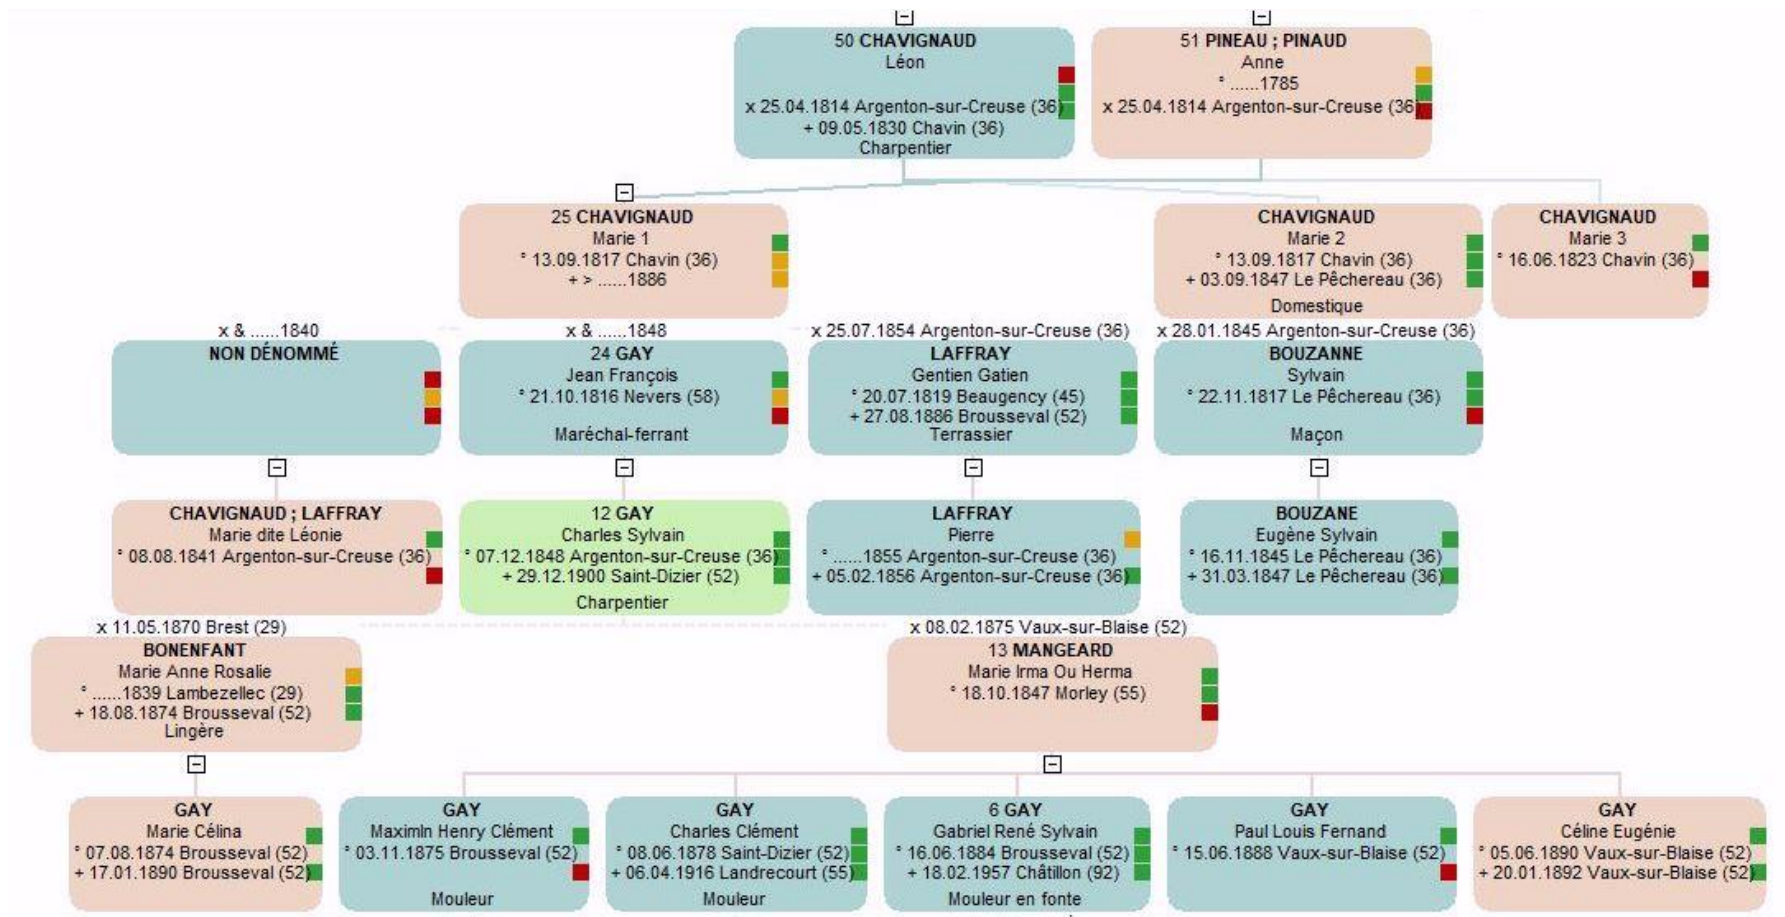 50 CHAVIGNAUD
Léon
x 25.04.1814 Argenton-sur-Creuse (36)
+ 09.05.1830 Chavin (36)
Charpentier
51 PINEAU ; PINAUD
Anne
° ......1785
x 25.04.1814 Argenton-sur-Creuse (36)
25 CHAVIGNAUD
Marie 1
° 13.09.1817 Chavin (36)
+ > ......1886
CHAVIGNAUD
Marie 2
° 13.09.1817 Chavin (36)
+ 03.09.1847 Le Pêchereau (36)
Domestique
CHAVIGNAUD
Marie 3
° 16.06.1823 Chavin (36)
x & ......1840
NON DÉNOMMÉ
x & ......1848
24 GAY
Jean François
° 21.10.1816 Nevers (58)
Maréchal-ferrant
x 25.07.1854 Argenton-sur-Creuse (36)
LAFFRAY
Gentien Gatien
° 20.07.1819 Beaugency (45)
+ 27.08.1886 Brousseval (52)
Terrassier
x 28.01.1845 Argenton-sur-Creuse (36)
BOUZANNE
Sylvain
° 22.11.1817 Le Pêchereau (36)
Maçon
CHAVIGNAUD ; LAFFRAY
Marie dite Léonie
° 08.08.1841 Argenton-sur-Creuse (36)
12 GAY
Charles Sylvain
° 07.12.1848 Argenton-sur-Creuse (36)
+ 29.12.1900 Saint-Dizier (52)
Charpentier
LAFFRAY
Pierre
° ......1855 Argenton-sur-Creuse (36)
+ 05.02.1856 Argenton-sur-Creuse (36)
BOUZANE
Eugène Sylvain
° 16.11.1845 Le Pêchereau (36)
+ 31.03.1847 Le Pêchereau (36)
x 11.05.1870 Brest (29)
BONENFANT
Marie Anne Rosalie
° ......1839 Lambezellec (29)
+ 18.08.1874 Brousseval (52)
Lingère
x 08.02.1875 Vaux-sur-Blaise (52)
13 MANGEARD
Marie Irma Ou Herma
° 18.10.1847 Morley (55)
GAY
Marie Célina
° 07.08.1874 Brousseval (52)
+ 17.01.1890 Brousseval (52)
GAY
MaximIn Henry Clément
° 03.11.1875 Brousseval (52)
Mouleur
GAY
Charles Clément
° 08.06.1878 Saint-Dizier (52)
+ 06.04.1916 Landrecourt (55)
Mouleur
6 GAY
Gabriel René Sylvain
° 16.06.1884 Brousseval (52)
+ 18.02.1957 Châtillon (92)
Mouleur en fonte
GAY
Paul Louis Fernand
° 15.06.1888 Vaux-sur-Blaise (52)
GAY
Céline Eugénie
° 05.06.1890 Vaux-sur-Blaise (52)
+ 20.01.1892 Vaux-sur-Blaise (52)